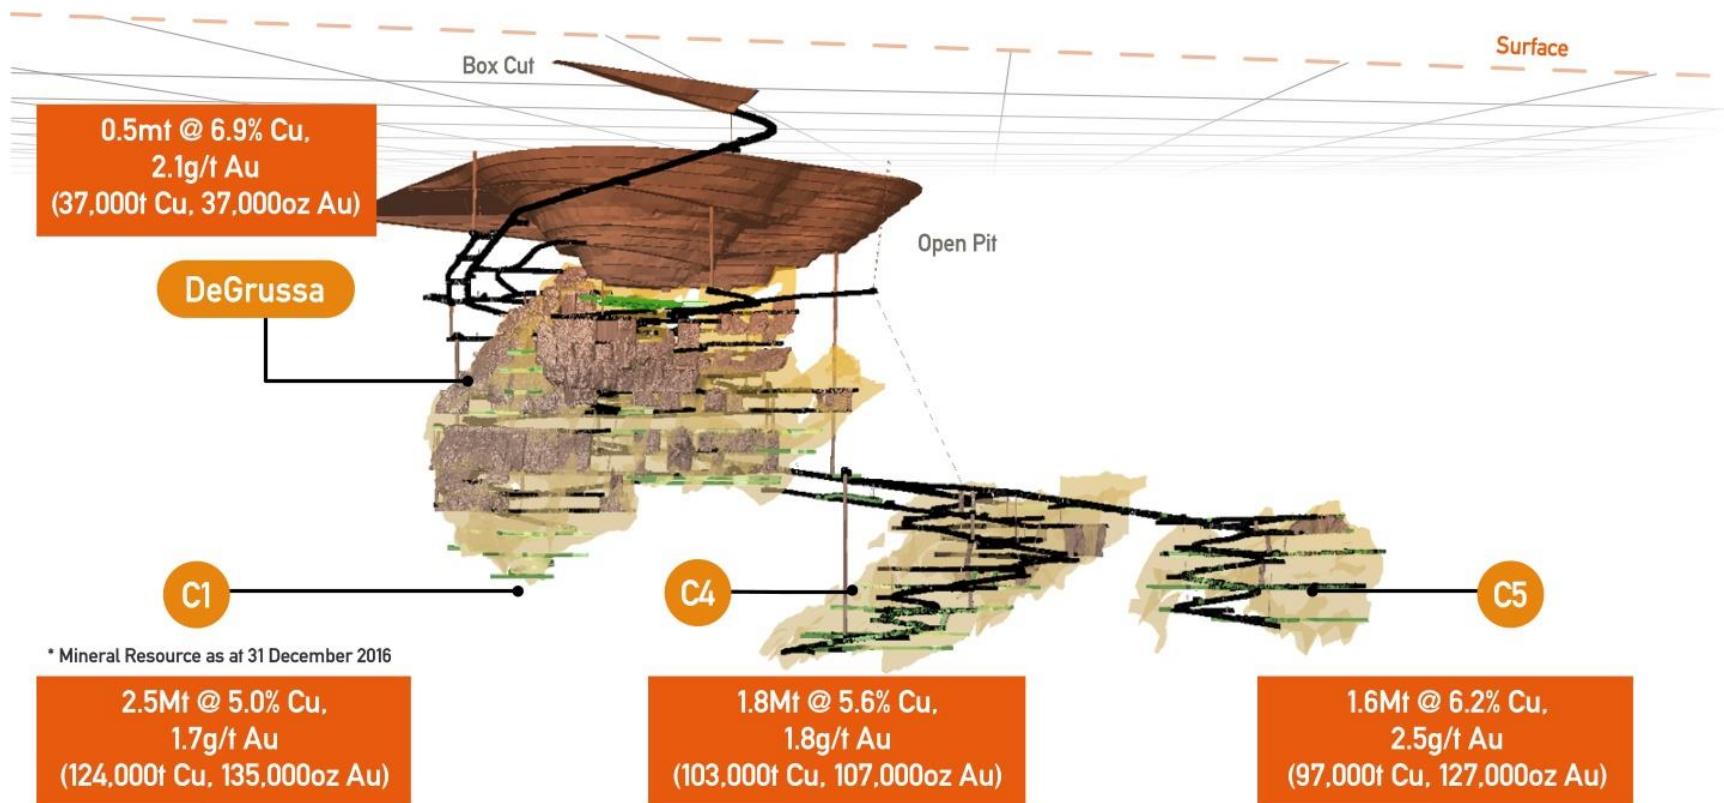 Surface
Box Cut
0.5mt @ 6.9% Cu,
2.1g/t Au
(37,000t Cu, 37,000oz Au)
Open Pit
DeGrussa
C1
C4
C5
* Mineral Resource as at 31 December 2016
2.5Mt @ 5.0% Cu,
1.7g/t Au
(124,000t Cu, 135,000oz Au)
1.8Mt @ 5.6% Cu,
1.8g/t Au
(103,000t Cu, 107,000oz Au)
1.6Mt @ 6.2% Cu,
2.5g/t Au
(97,000t Cu, 127,000oz Au)